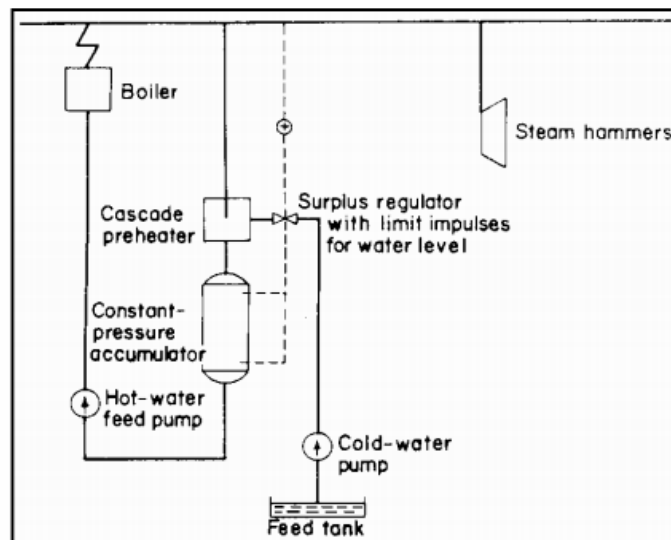 Boiler
Steam hammers
Cascade
preheater
Surplus regulator
with limit impulses
for water level
Constant-
pressure
accumulator
Hot-water
feed pump
Cold-water
pump
Feed tank